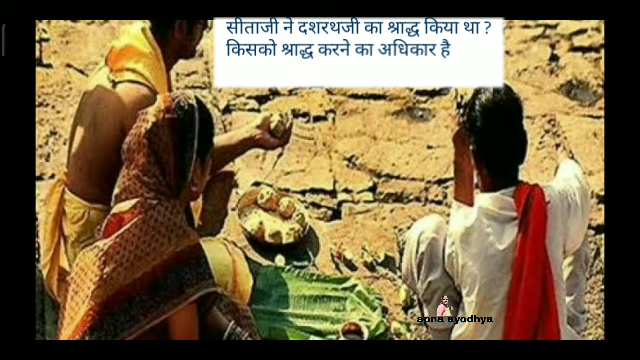 सीताजी ने दशरथजी का श्राद्ध किया था ?
किसको श्राद्ध करने का अधिकार है
apna ayodhya